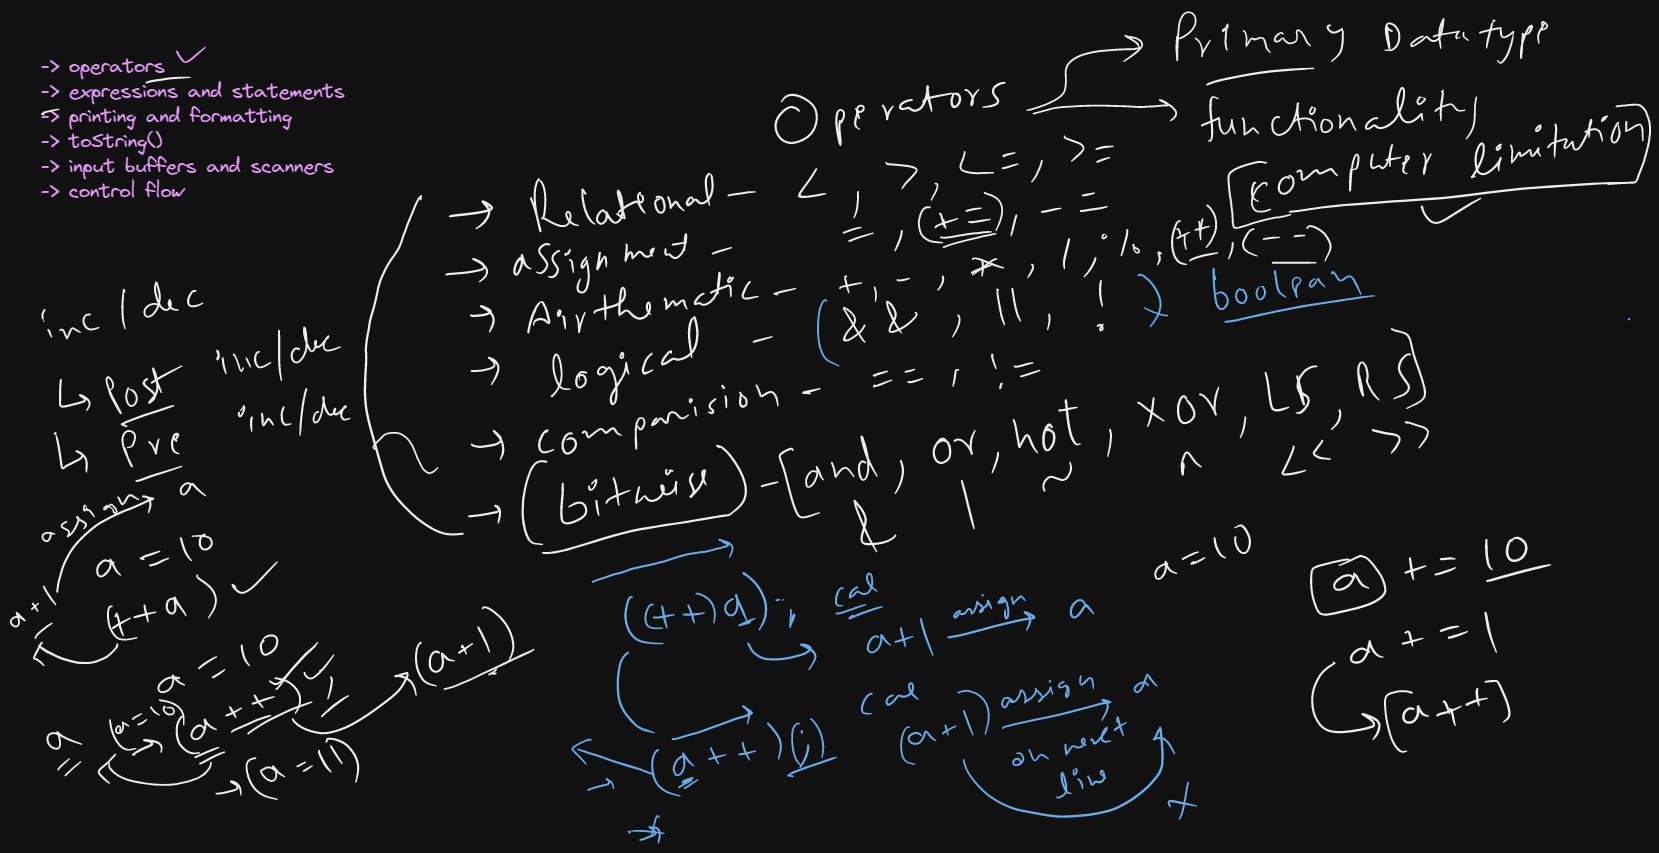 -> operators
-> expressions and statements
-> printing and formatting
-> toString()
-> input buffers and scanners
-> control flow
Operators
Primary Datatype
functionality
computer limitation
-> Relational - <, >, <=, >=
-> assignment - =, (+=), -=
-> Airthematic - +, -, *, /, %, (++), (--)
-> logical - (&&, ||, !) boolean
-> comparision - ==, !=
-> (bitwise) - [and, or, not, xor, LS, RS]
& | ~ ^ << >>
inc/dec
Post inc/dec
Pre inc/dec
assign a
a = 10
a+1
(++a)
a = 10
a (a=10) (a++);
(a+1)
-> (a=11)
((++)a); cal
a+1 assign a
cal
(a++)(;) (a+1) assign a
on next
line
x
a=10
a += 10
a += 1
[a++]